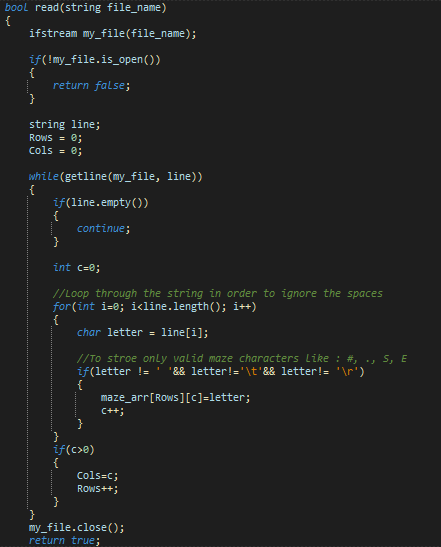 bool read(string file_name)
{
ifstream my_file(file_name);
if(!my_file.is_open())
{
return false;
}
string line;
Rows = 0;
Cols = 0;
while(getline(my_file, line))
{
if(line.empty())
{
continue;
}
int c=0;
//Loop through the string in order to ignore the spaces
for(int i=0; i<line.length(); i++)
{
char letter = line[i];
//To stroe only valid maze characters like : #, ., S, E
if(letter != ' '&& letter!='\t'&& letter!= '\r')
{
maze_arr[Rows][c]=letter;
c++;
}
}
if(c>0)
{
Cols=c;
Rows++;
}
}
my_file.close();
return true;